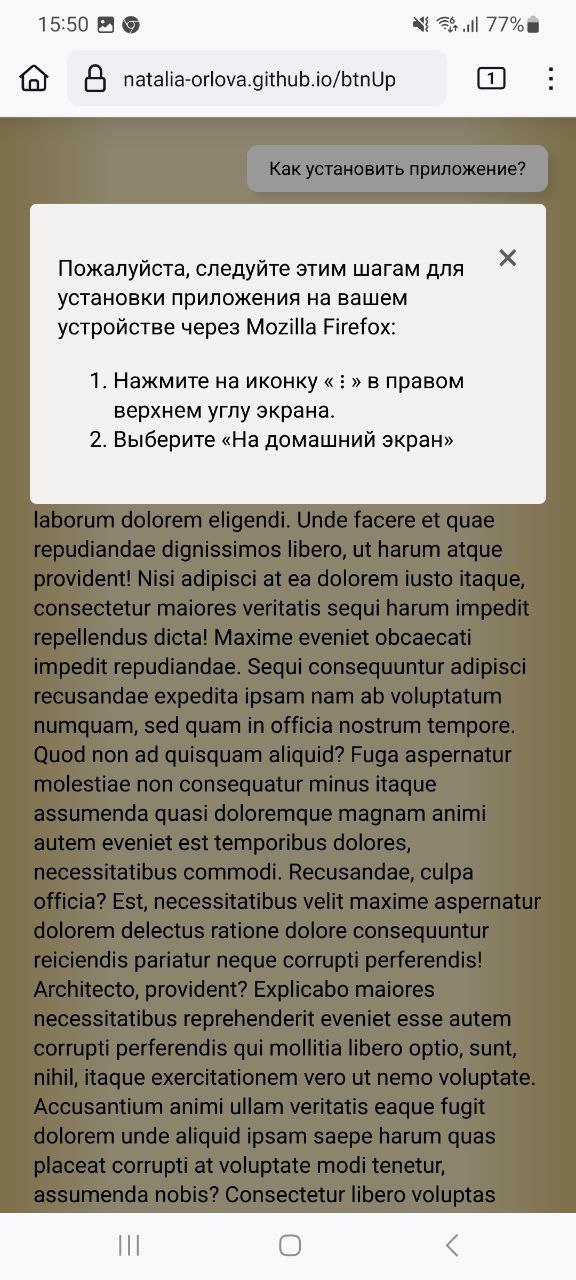 15:50
77%
natalia-orlova.github.io/btnUp
1
Как установить приложение?
Пожалуйста, следуйте этим шагам для
установки приложения на вашем
устройстве через Mozilla Firefox:
1. Нажмите на иконку « ⋮ » в правом
верхнем углу экрана.
2. Выберите «На домашний экран»
laborum dolorem eligendi. Unde facere et quae
repudiandae dignissimos libero, ut harum atque
provident! Nisi adipisci at ea dolorem iusto itaque,
consectetur maiores veritatis sequi harum impedit
repellendus dicta! Maxime eveniet obcaecati
impedit repudiandae. Sequi consequuntur adipisci
recusandae expedita ipsam nam ab voluptatum
numquam, sed quam in officia nostrum tempore.
Quod non ad quisquam aliquid? Fuga aspernatur
molestiae non consequatur minus itaque
assumenda quasi doloremque magnam animi
autem eveniet est temporibus dolores,
necessitatibus commodi. Recusandae, culpa
officia? Est, necessitatibus velit maxime aspernatur
dolorem delectus ratione dolore consequuntur
reiciendis pariatur neque corrupti perferendis!
Architecto, provident? Explicabo maiores
necessitatibus reprehenderit eveniet esse autem
corrupti perferendis qui mollitia libero optio, sunt,
nihil, itaque exercitationem vero ut nemo voluptate.
Accusantium animi ullam veritatis eaque fugit
dolorem unde aliquid ipsam saepe harum quas
placeat corrupti at voluptate modi tenetur,
assumenda nobis? Consectetur libero voluptas